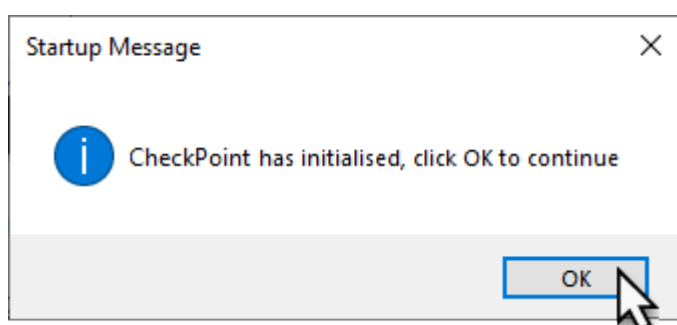 Startup Message
CheckPoint has initialised, click OK to continue
OK